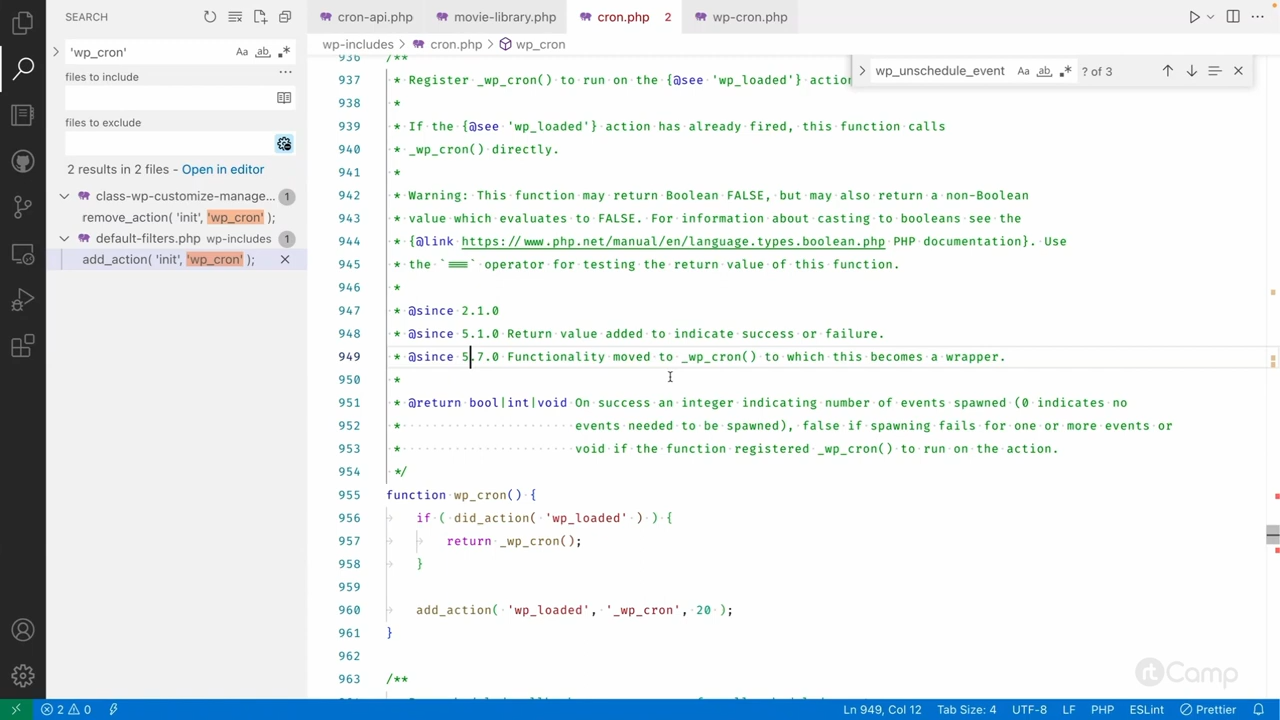 SEARCH
cron-api.php
movie-library.php
cron.php 2
wp-cron.php
'wp_cron'
Aa ab
wp-includes > cron.php > wp_cron
wp_unschedule_event Aa ab ? of 3
files to include
files to exclude
2 results in 2 files - Open in editor
class-wp-customize-manage... 1
remove_action( 'init', 'wp_cron' );
default-filters.php wp-includes 1
add_action( 'init', 'wp_cron' );
936 /**
937 * Register _wp_cron() to run on the {@see 'wp_loaded'} action
938 *
939 * If the {@see 'wp_loaded'} action has already fired, this function calls
940 * _wp_cron() directly.
941 *
942 * Warning: This function may return Boolean FALSE, but may also return a non-Boolean
943 * value which evaluates to FALSE. For information about casting to booleans see the
944 * {@link https://www.php.net/manual/en/language.types.boolean.php PHP documentation}. Use
945 * the `===` operator for testing the return value of this function.
946 *
947 * @since 2.1.0
948 * @since 5.1.0 Return value added to indicate success or failure.
949 * @since 5.7.0 Functionality moved to _wp_cron() to which this becomes a wrapper.
950 *
951 * @return bool|int|void On success an integer indicating number of events spawned (0 indicates no
952 * events needed to be spawned), false if spawning fails for one or more events or
953 * void if the function registered _wp_cron() to run on the action.
954 */
955 function wp_cron() {
956 if ( did_action( 'wp_loaded' ) ) {
957 return _wp_cron();
958 }
959
960 add_action( 'wp_loaded', '_wp_cron', 20 );
961 }
962
963 /**
rtCamp
2 0
Ln 949, Col 12 Tab Size: 4 UTF-8 LF PHP ESLint Prettier